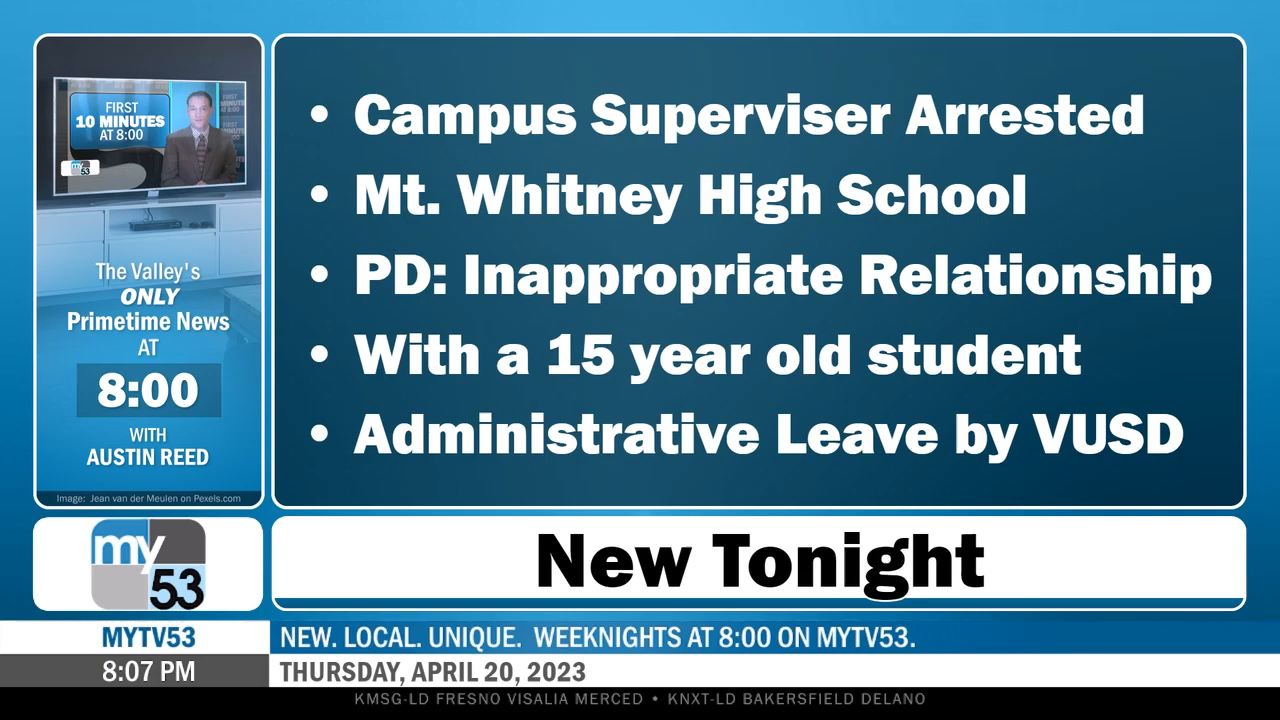 FIRST
10 MINUTES
AT 8:00
my
53
The Valley's
ONLY
Primetime News
AT
8:00
WITH
AUSTIN REED
Image: Jean van der Meulen on Pexels.com
• Campus Superviser Arrested
• Mt. Whitney High School
• PD: Inappropriate Relationship
• With a 15 year old student
• Administrative Leave by VUSD
my
53
New Tonight
MYTV53
NEW. LOCAL. UNIQUE. WEEKNIGHTS AT 8:00 ON MYTV53.
8:07 PM
THURSDAY, APRIL 20, 2023
KMSG-LD FRESNO VISALIA MERCED • KNXT-LD BAKERSFIELD DELANO